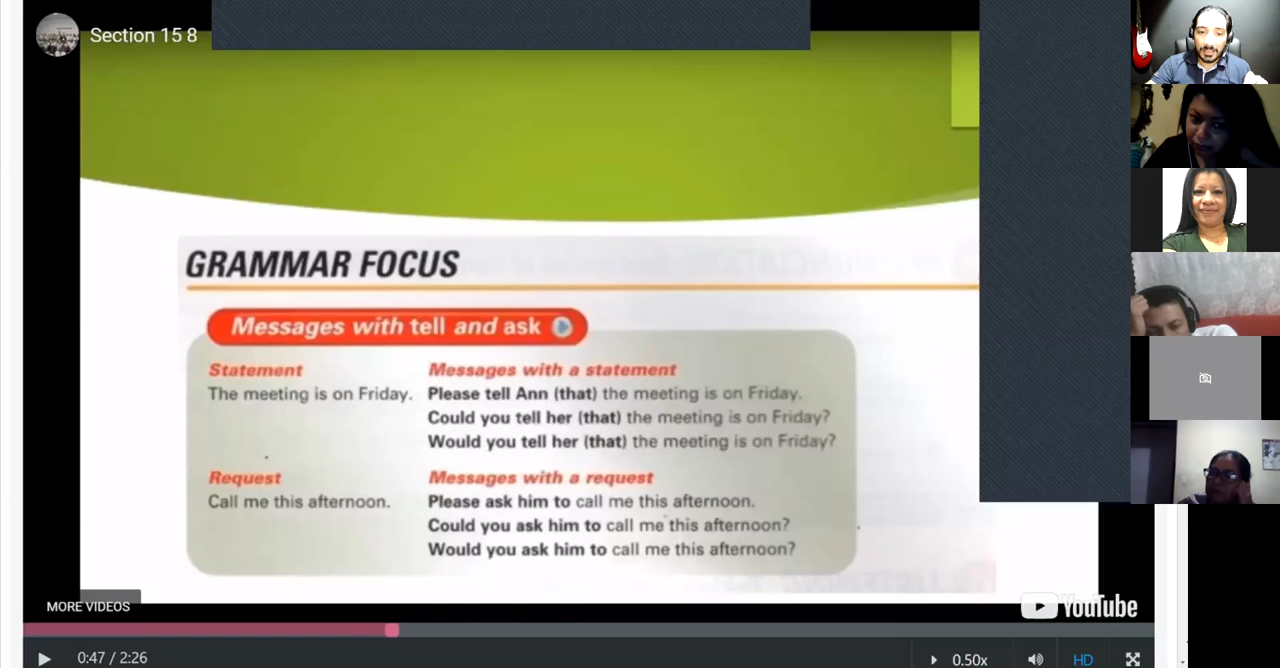 Section 15 8
GRAMMAR FOCUS
Messages with tell and ask
Statement
The meeting is on Friday.
Messages with a statement
Please tell Ann (that) the meeting is on Friday.
Could you tell her (that) the meeting is on Friday?
Would you tell her (that) the meeting is on Friday?
Request
Call me this afternoon.
Messages with a request
Please ask him to call me this afternoon.
Could you ask him to call me this afternoon?
Would you ask him to call me this afternoon?
MORE VIDEOS
YouTube
0:47 / 2:26
0.50x
HD